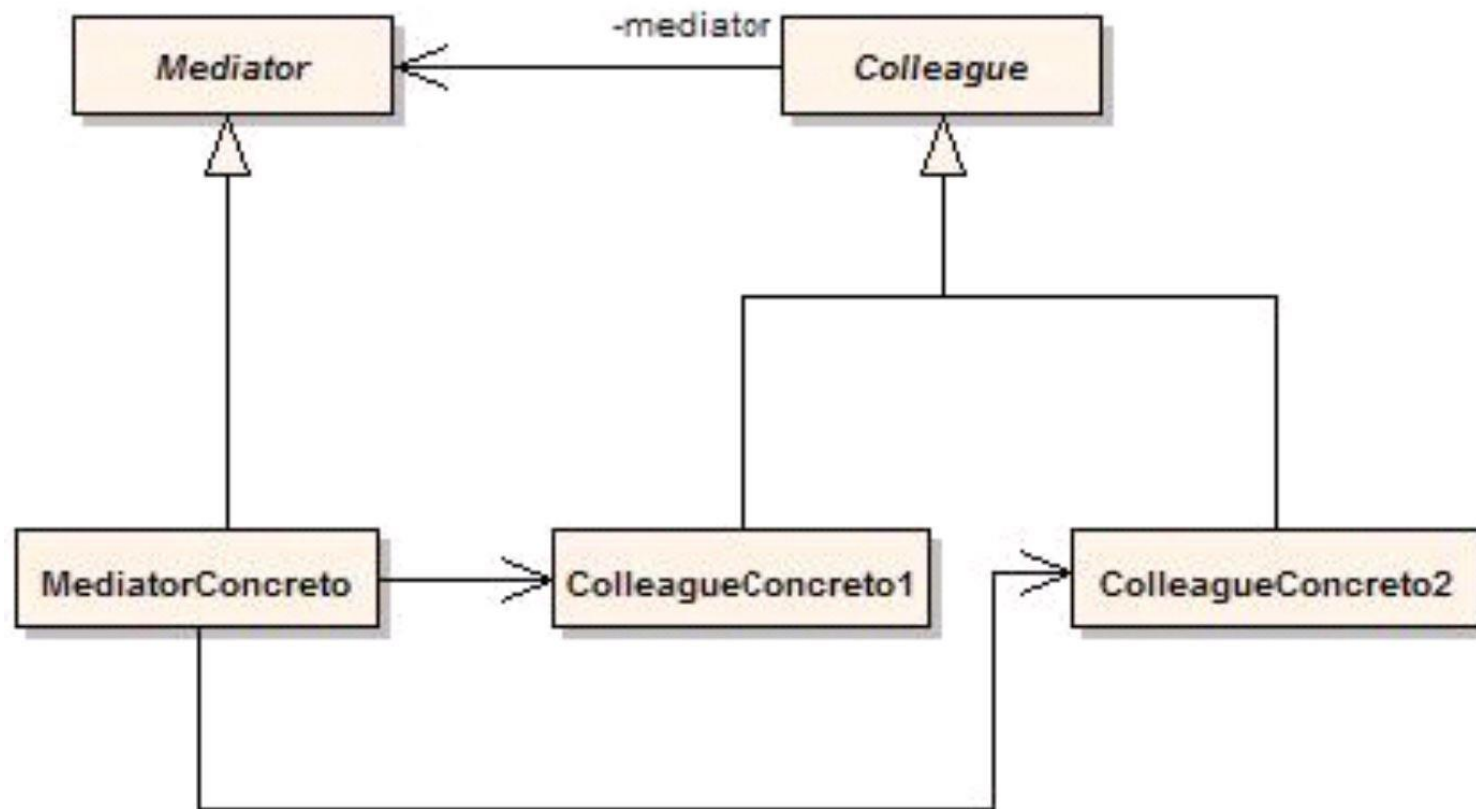 -mediator
Mediator
Colleague
MediatorConcreto
ColleagueConcreto1
ColleagueConcreto2